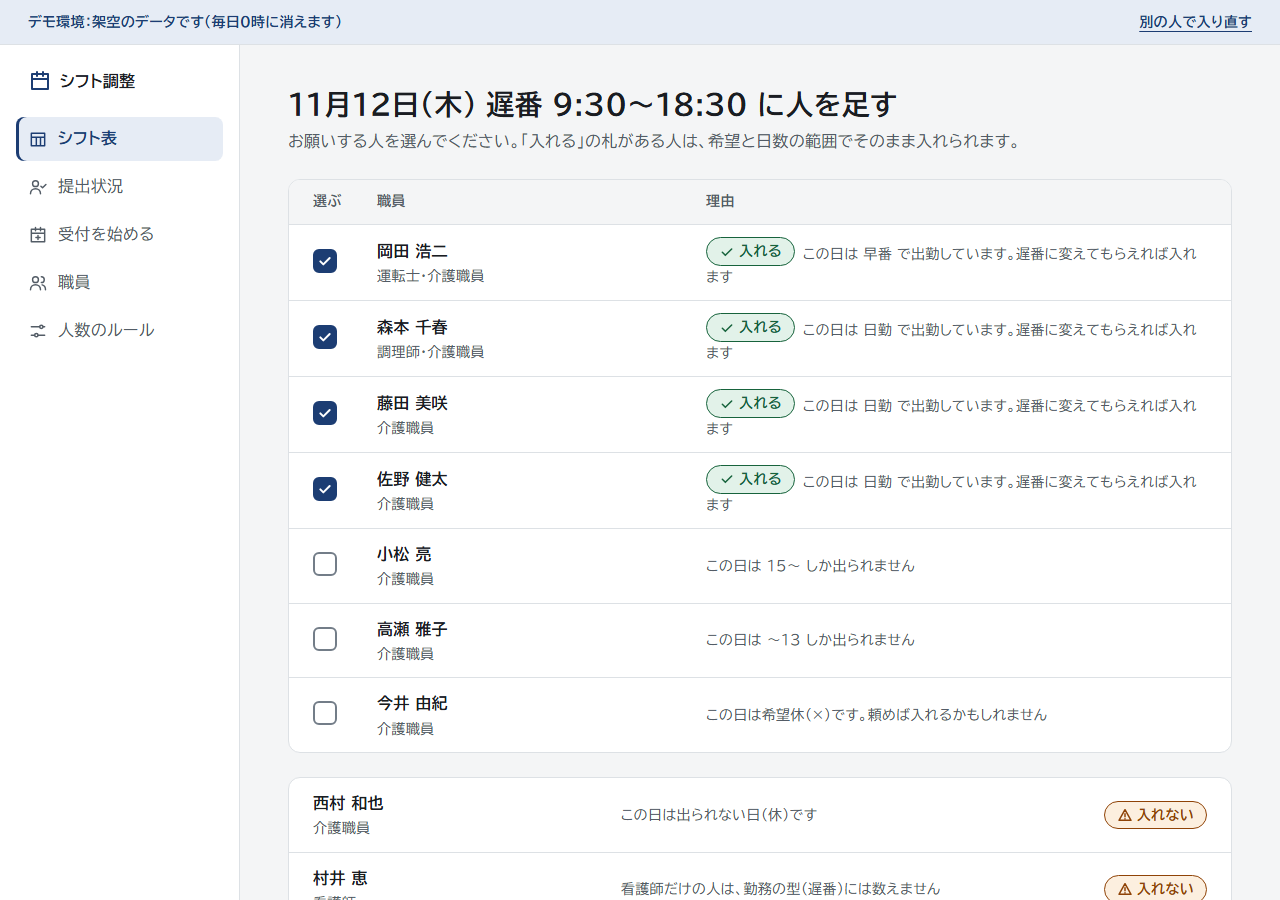 デモ環境：架空のデータです（毎日0時に消えます）
別の人で入り直す
シフト調整
シフト表
提出状況
受付を始める
職員
人数のルール
11月12日（木） 遅番 9:30～18:30 に人を足す
お願いする人を選んでください。「入れる」の札がある人は、希望と日数の範囲でそのまま入れられます。
選ぶ 職員 理由
岡田 浩二
運転士・介護職員
入れる この日は 早番 で出勤しています。遅番に変えてもらえれば入れ
ます
森本 千春
調理師・介護職員
入れる この日は 日勤 で出勤しています。遅番に変えてもらえれば入れ
ます
藤田 美咲
介護職員
入れる この日は 日勤 で出勤しています。遅番に変えてもらえれば入れ
ます
佐野 健太
介護職員
入れる この日は 日勤 で出勤しています。遅番に変えてもらえれば入れ
ます
小松 亮
介護職員
この日は 15～ しか出られません
高瀬 雅子
介護職員
この日は ～13 しか出られません
今井 由紀
介護職員
この日は希望休（×）です。頼めば入れるかもしれません
西村 和也
介護職員
この日は出られない日（休）です
入れない
村井 恵
看護師だけの人は、勤務の型（遅番）には数えません
入れない